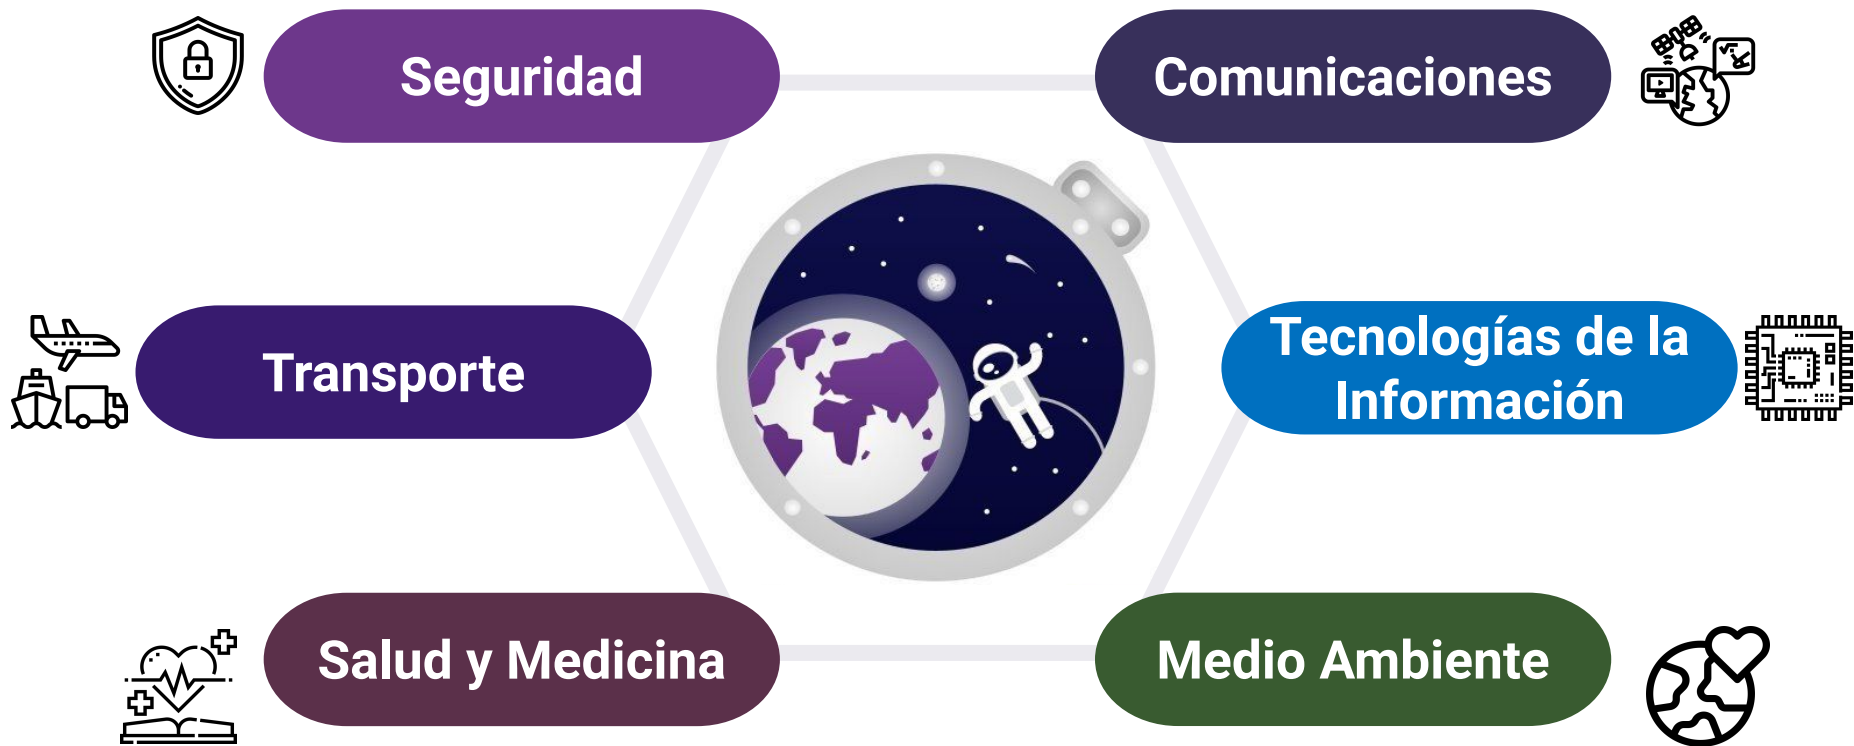 Seguridad
Comunicaciones
Transporte
Tecnologías de la
Información
Salud y Medicina
Medio Ambiente